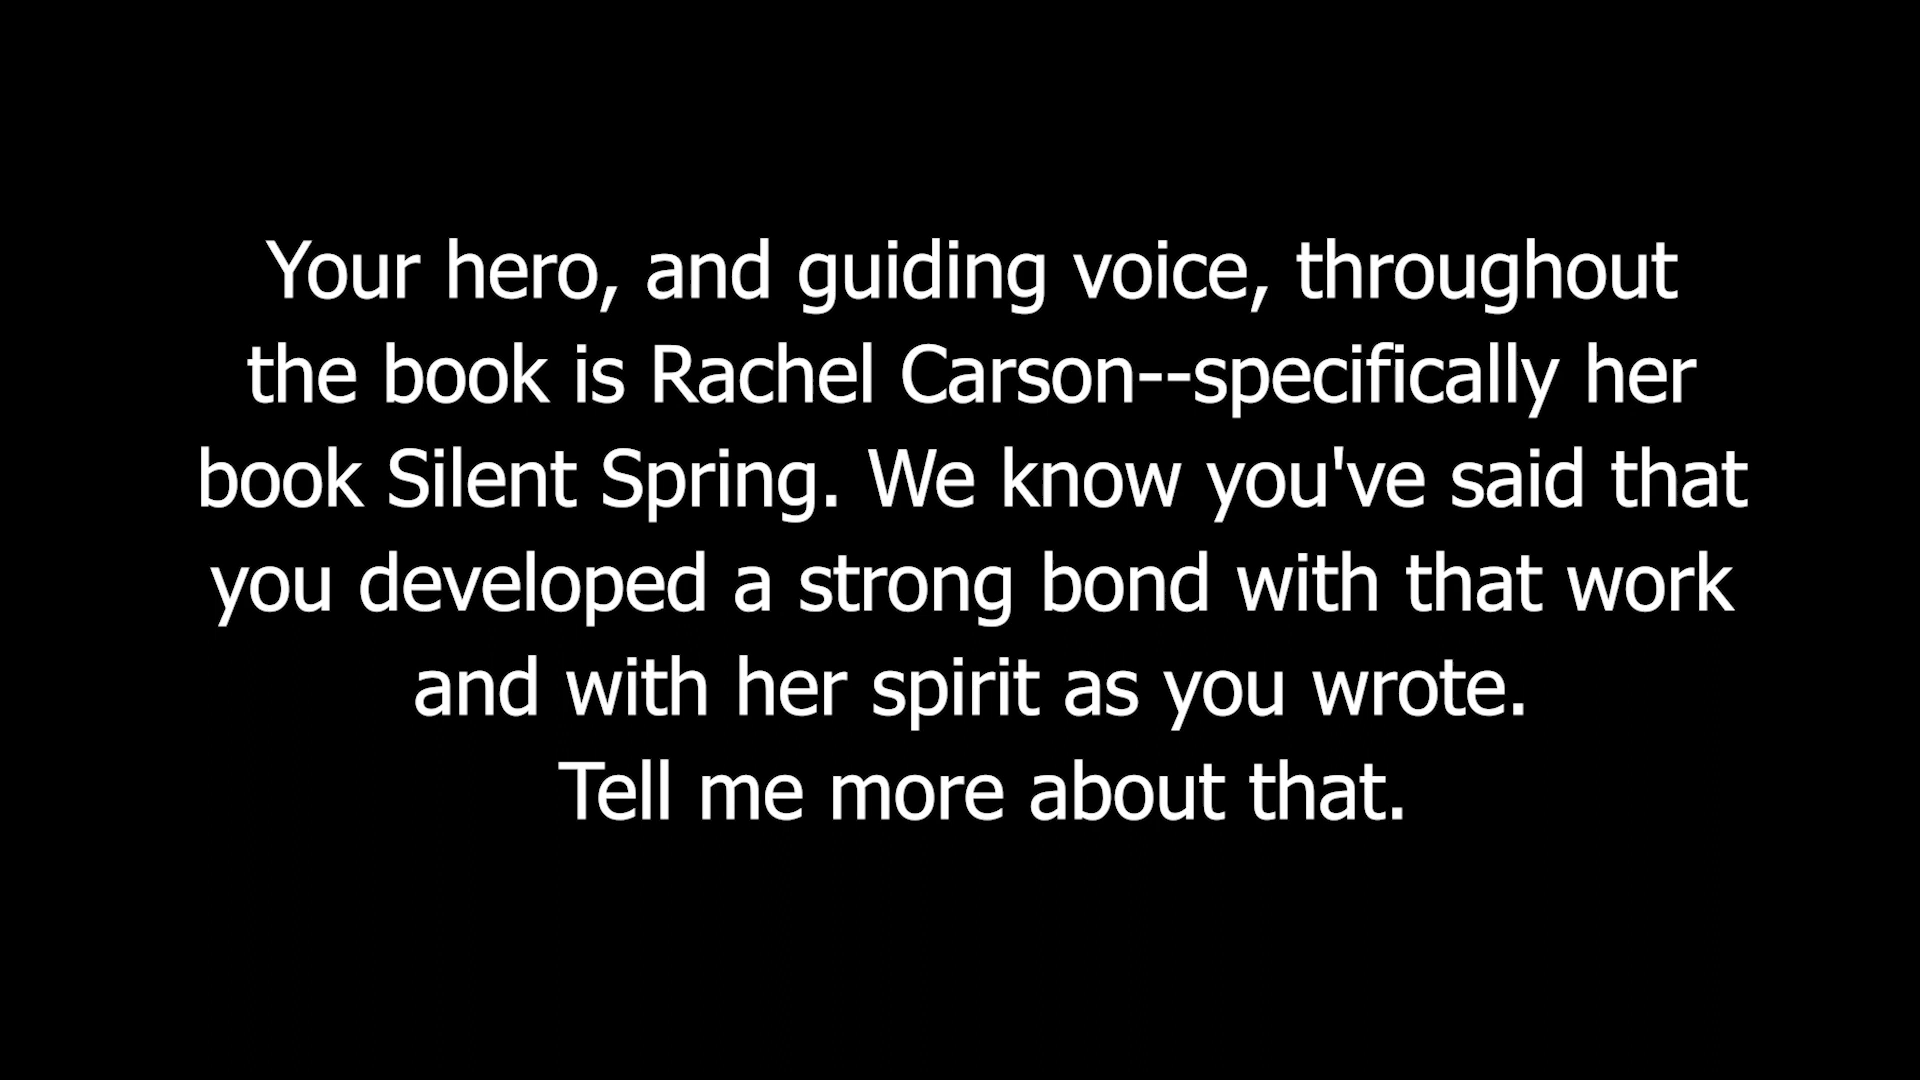 Your hero, and guiding voice, throughout
the book is Rachel Carson--specifically her
book Silent Spring. We know you've said that
you developed a strong bond with that work
and with her spirit as you wrote.
Tell me more about that.